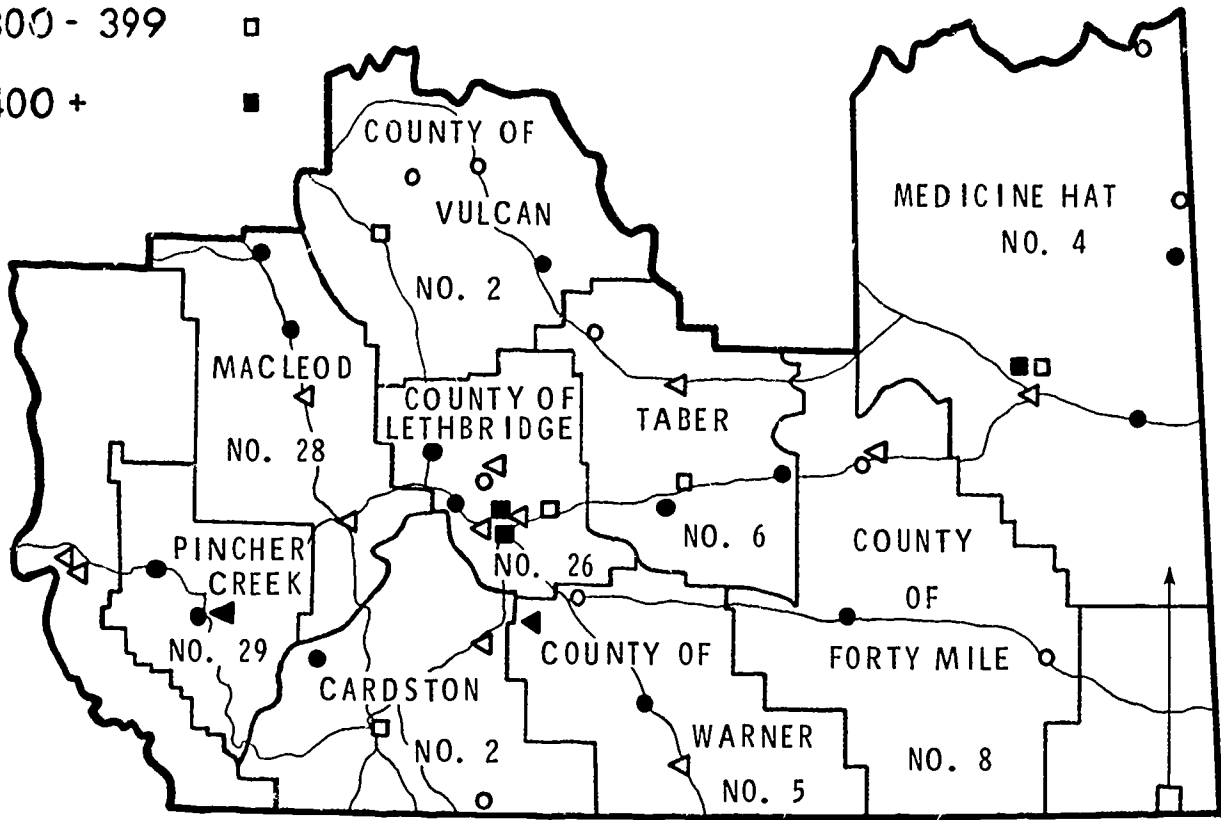 00 - 399
400 +
COUNTY OF
VULCAN
NO. 2
MEDICINE HAT
NO. 4
MACLEOD
NO. 28
COUNTY OF
LETHBRIDGE
NO. 26
TABER
NO. 6
PINCHER
CREEK
NO. 29
COUNTY
OF
FORTY MILE
NO. 8
CARDSTON
NO. 2
COUNTY OF
WARNER
NO. 5